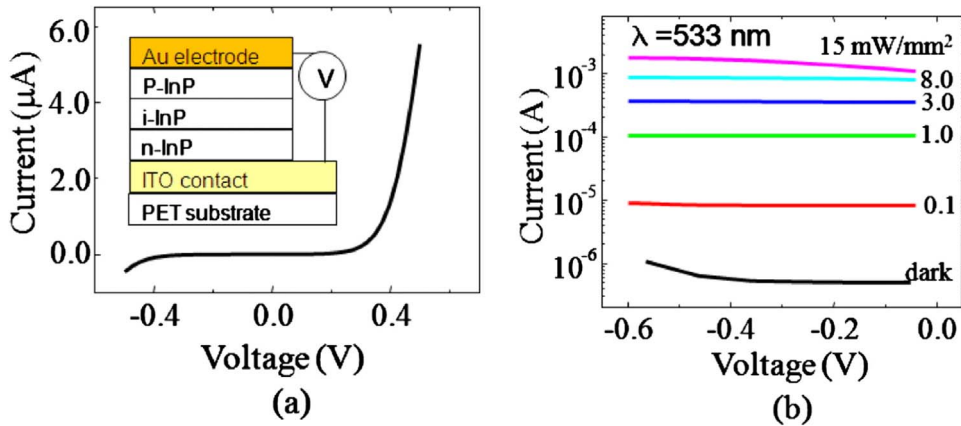 6.0
4.0
2.0
0.0
Current (μA)
Au electrode
V
P-InP
i-InP
n-InP
ITO contact
PET substrate
-0.4
0.0
0.4
Voltage (V)
(a)
λ =533 nm
15 mW/mm²
8.0
3.0
1.0
0.1
dark
10⁻³
10⁻⁴
10⁻⁵
10⁻⁶
Current (A)
-0.6
-0.4
-0.2
0.0
Voltage (V)
(b)